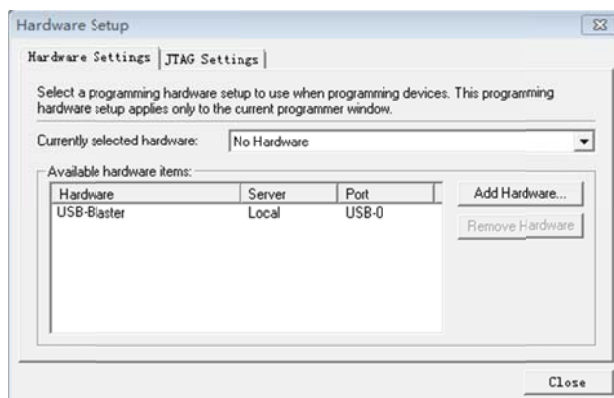 Hardware Setup
Hardware Settings JTAG Settings
Select a programming hardware setup to use when programming devices. This programming
hardware setup applies only to the current programmer window.
Currently selected hardware: No Hardware
Available hardware items:
Hardware Server Port
USB-Blaster Local USB-0
Add Hardware...
Remove Hardware
Close